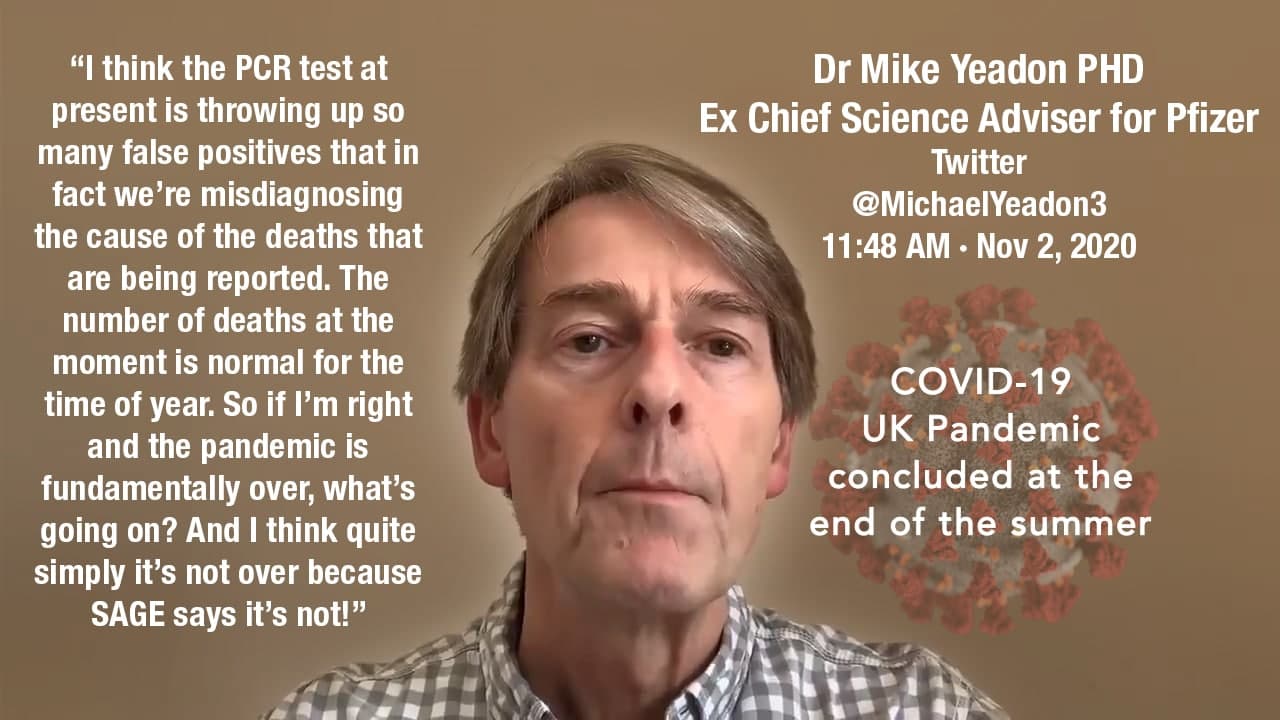 “I think the PCR test at
present is throwing up so
many false positives that in
fact we’re misdiagnosing
the cause of the deaths that
are being reported. The
number of deaths at the
moment is normal for the
time of year. So if I’m right
and the pandemic is
fundamentally over, what’s
going on? And I think quite
simply it’s not over because
SAGE says it’s not!”
Dr Mike Yeadon PHD
Ex Chief Science Adviser for Pfizer
Twitter
@MichaelYeadon3
11:48 AM · Nov 2, 2020
COVID-19
UK Pandemic
concluded at the
end of the summer